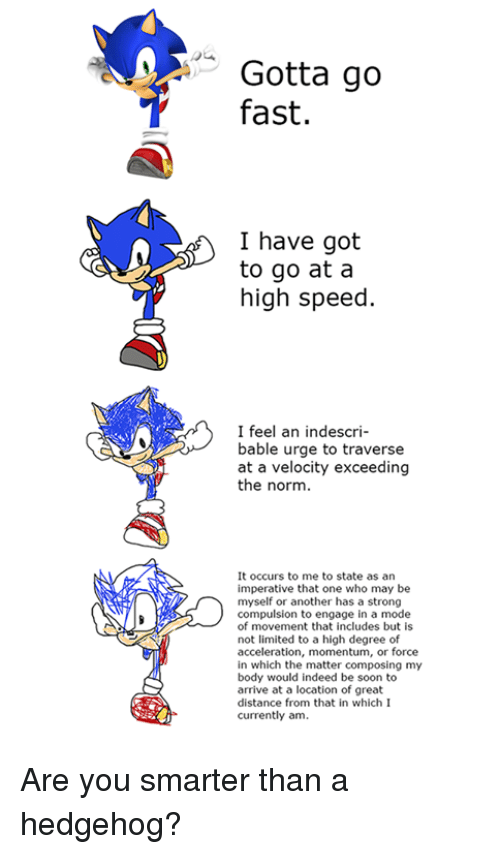 Gotta go
fast.
I have got
to go at a
high speed.
I feel an indescri-
bable urge to traverse
at a velocity exceeding
the norm.
It occurs to me to state as an
imperative that one who may be
myself or another has a strong
compulsion to engage in a mode
of movement that includes but is
not limited to a high degree of
acceleration, momentum, or force
in which the matter composing my
body would indeed be soon to
arrive at a location of great
distance from that in which I
currently am.
Are you smarter than a
hedgehog?